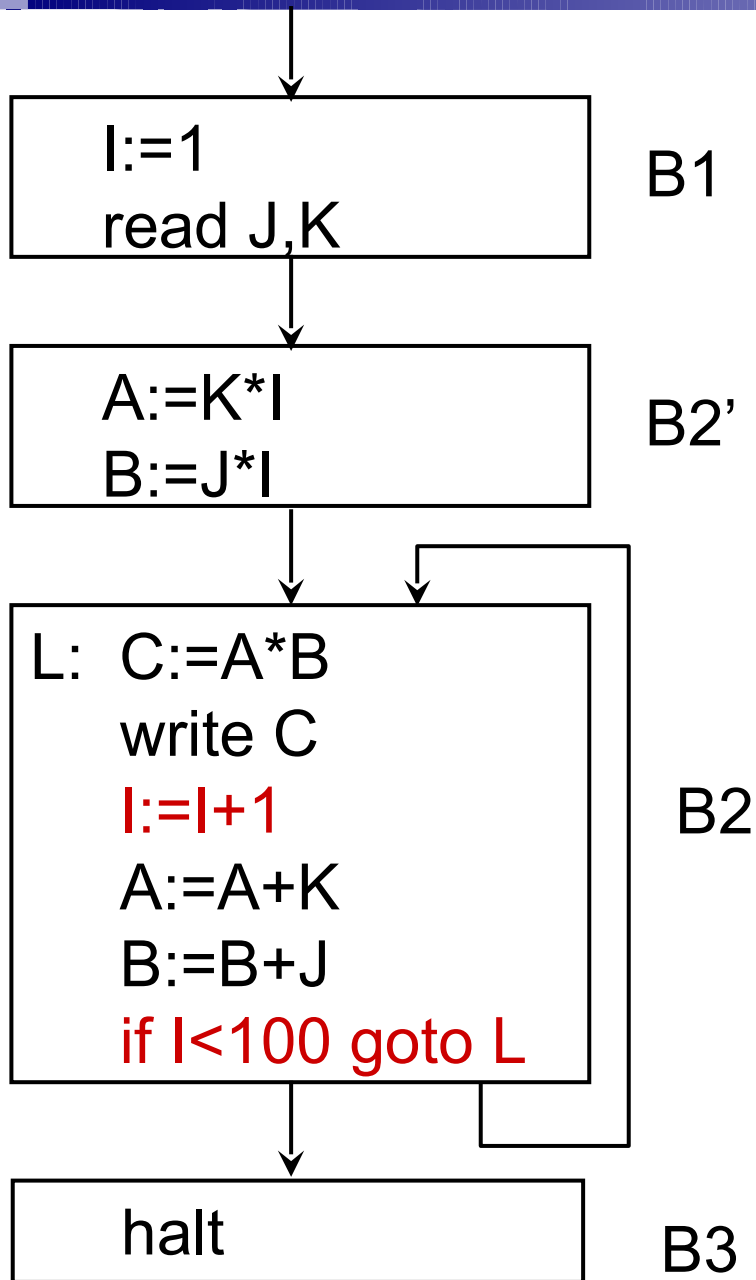 I:=1
read J,K
B1
A:=K*I
B:=J*I
B2’
L: C:=A*B
write C
I:=I+1
A:=A+K
B:=B+J
if I<100 goto L
B2
halt
B3